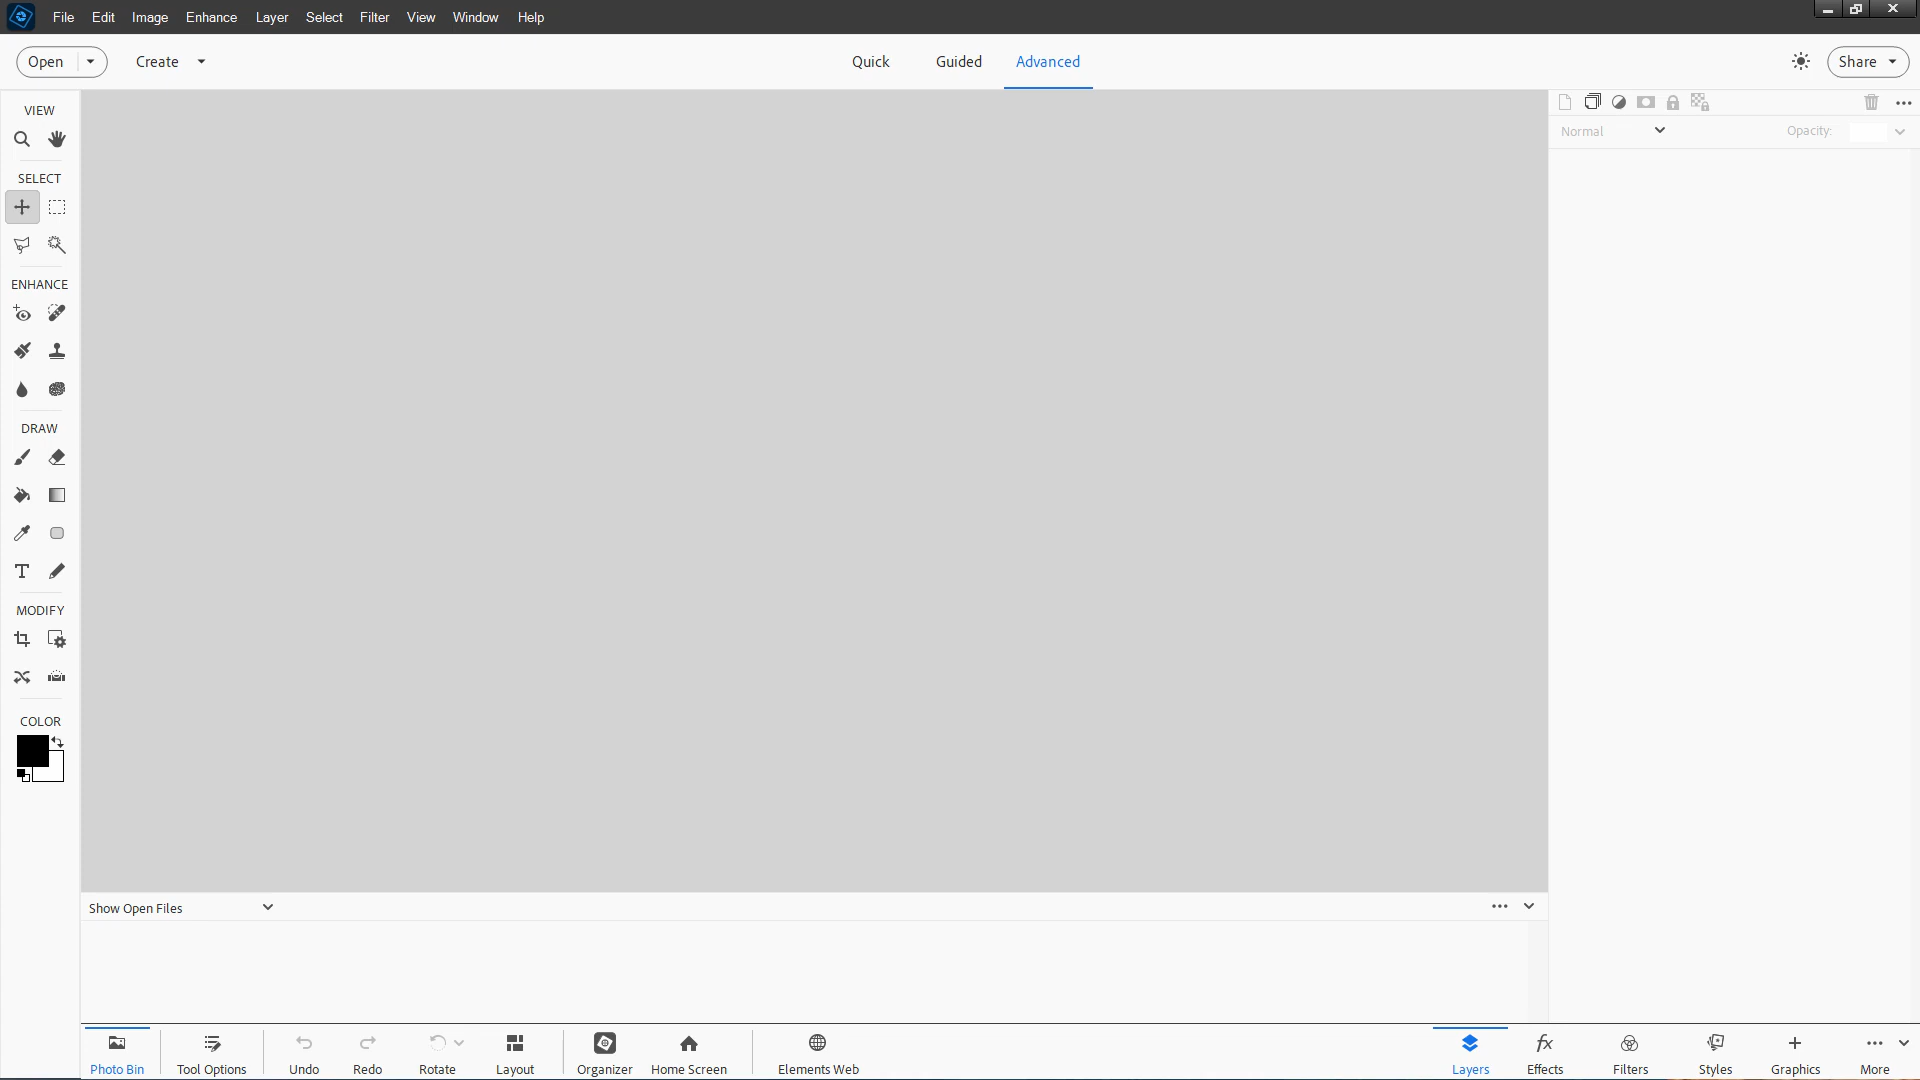 File Edit Image Enhance Layer Select Filter View Window Help
Open Create Quick Guided Advanced Share
VIEW
Normal Opacity:
SELECT
ENHANCE
DRAW
MODIFY
COLOR
Show Open Files
Photo Bin Tool Options Undo Redo Rotate Layout Organizer Home Screen Elements Web Layers Effects Filters Styles Graphics More